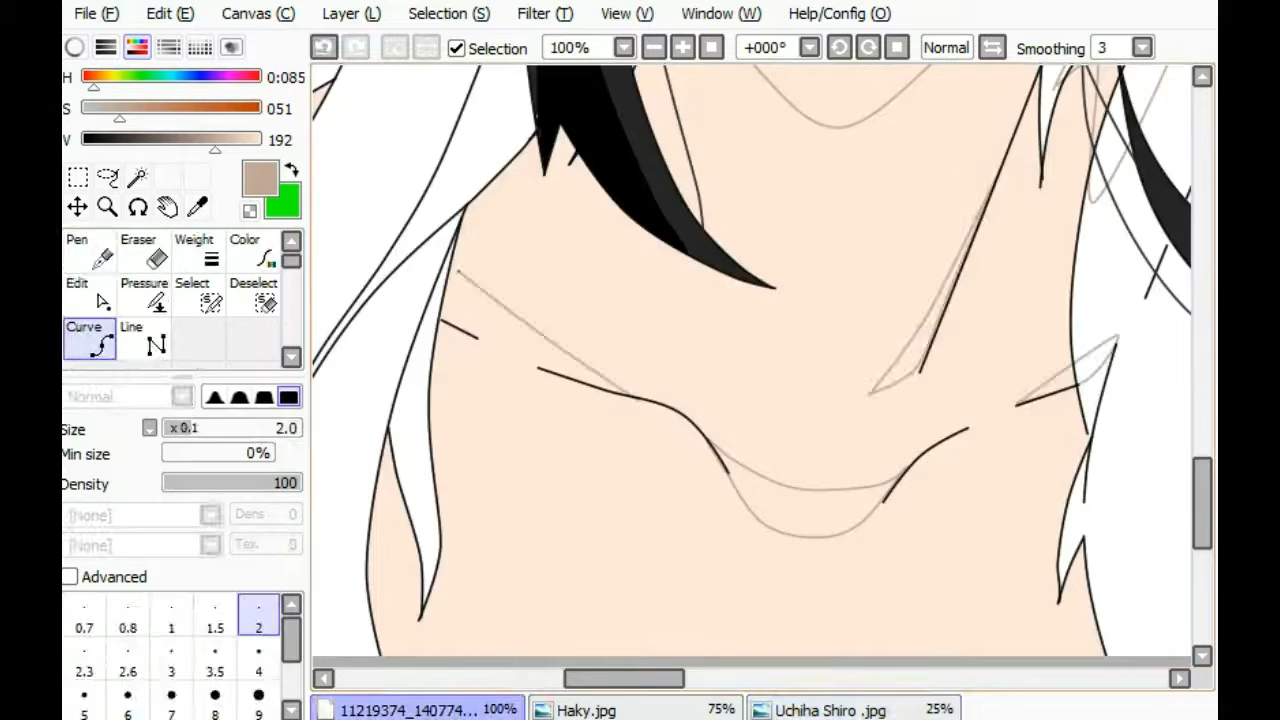 File (F) Edit (E) Canvas (C) Layer (L) Selection (S) Filter (T) View (V) Window (W) Help/Config (O)
Selection 100% +000° Normal Smoothing 3
H 0:085
S 051
V 192
Pen Eraser Weight Color
Edit Pressure Select Deselect
Curve Line
Normal
Size x 0.1 2.0
Min size 0%
Density 100
[None] Dens 0
[None] Tex. 0
Advanced
0.7 0.8 1 1.5 2
2.3 2.6 3 3.5 4
5 6 7 8 9
11219374_140774... 100% Haky.jpg 75% Uchiha Shiro .jpg 25%